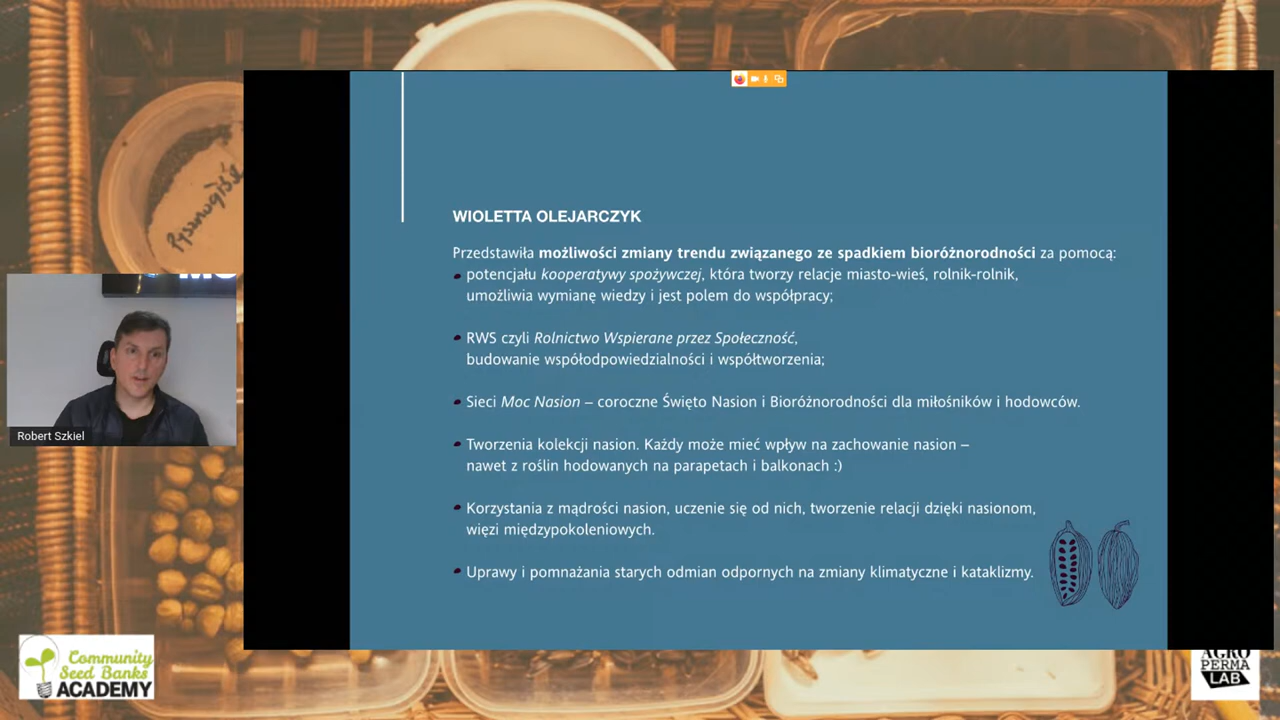 Pysznogłówka
WIOLETTA OLEJARCZYK
Przedstawiła możliwości zmiany trendu związanego ze spadkiem bioróżnorodności za pomocą:
potencjału kooperatywy spożywczej, która tworzy relacje miasto-wieś, rolnik-rolnik,
umożliwia wymianę wiedzy i jest polem do współpracy;
RWS czyli Rolnictwo Wspierane przez Społeczność,
budowanie współodpowiedzialności i współtworzenia;
Sieci Moc Nasion – coroczne Święto Nasion i Bioróżnorodności dla miłośników i hodowców.
Tworzenia kolekcji nasion. Każdy może mieć wpływ na zachowanie nasion –
nawet z roślin hodowanych na parapetach i balkonach :)
Korzystania z mądrości nasion, uczenie się od nich, tworzenie relacji dzięki nasionom,
więzi międzypokoleniowych.
Uprawy i pomnażania starych odmian odpornych na zmiany klimatyczne i kataklizmy.
Robert Szkiel
Community
Seed Banks
ACADEMY
AGRO
PERMA
LAB